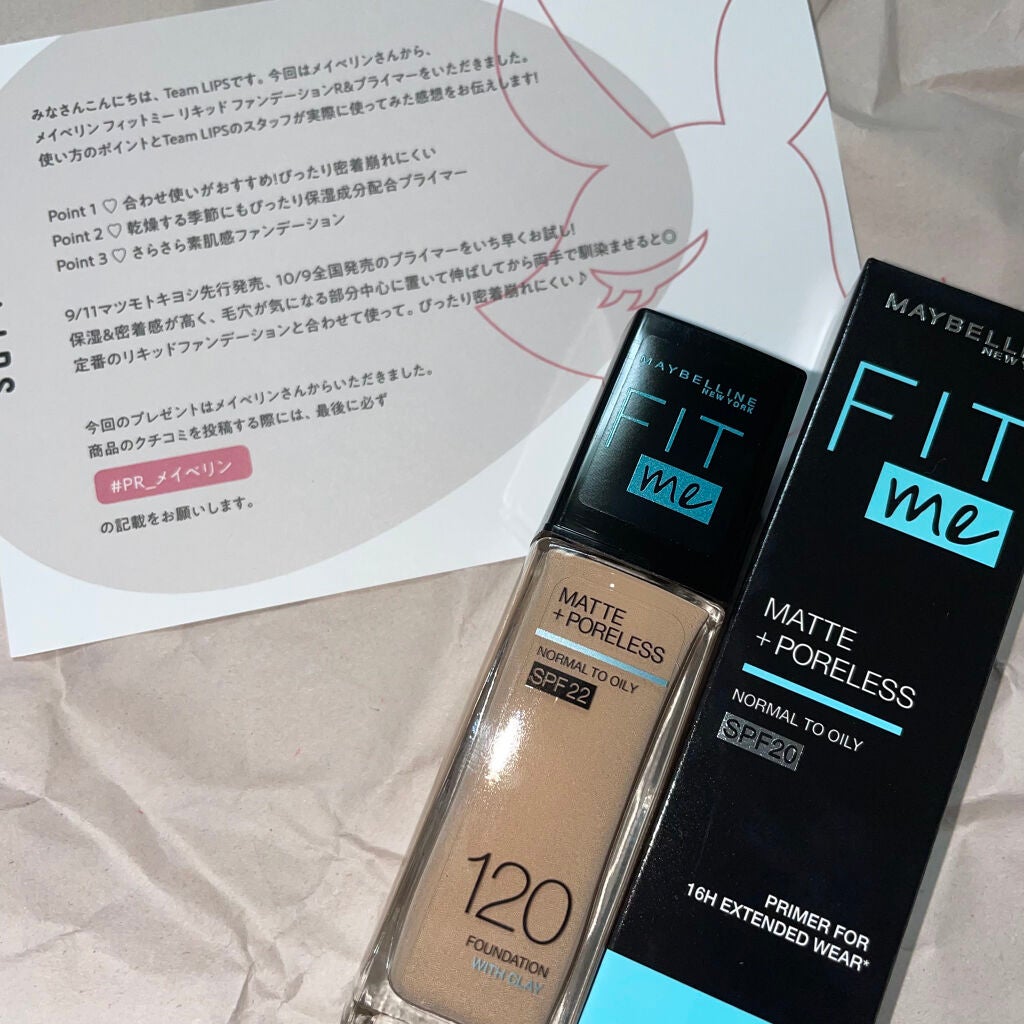 みなさんこんにちは、Team LIPSです。今回はメイベリンさんから、
メイベリン フィットミー リキッド ファンデーションR&プライマーをいただきました。
使い方のポイントとTeam LIPSのスタッフが実際に使ってみた感想をお伝えします!
Point 1 ♡ 合わせ使いがおすすめ!ぴったり密着崩れにくい
Point 2 ♡ 乾燥する季節にもぴったり保湿成分配合プライマー
Point 3 ♡ さらさら素肌感ファンデーション
9/11マツモトキヨシ先行発売、10/9全国発売のプライマーをいち早くお試し!
保湿&密着感が高く、毛穴が気になる部分中心に置いて伸ばしてから両手で馴染ませると◎
定番のリキッドファンデーションと合わせて使って。ぴったり密着崩れにくい♪
今回のプレゼントはメイベリンさんからいただきました。
商品のクチコミを投稿する際には、最後に必ず
#PR_メイベリン
の記載をお願いします。
MAYBELLINE
NEW YORK
FIT
me
MATTE
+ PORELESS
NORMAL TO OILY
SPF 22
120
FOUNDATION
WITH CLAY
FIT
me
MATTE
+ PORELESS
NORMAL TO OILY
SPF20
PRIMER FOR
16H EXTENDED WEAR*